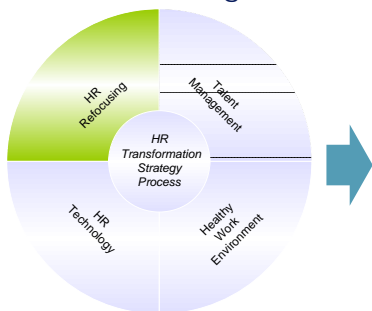 HR
Refocusing
Talent
Management
HR
Transformation
Strategy
Process
HR
Technology
Healthy
Work
Environment